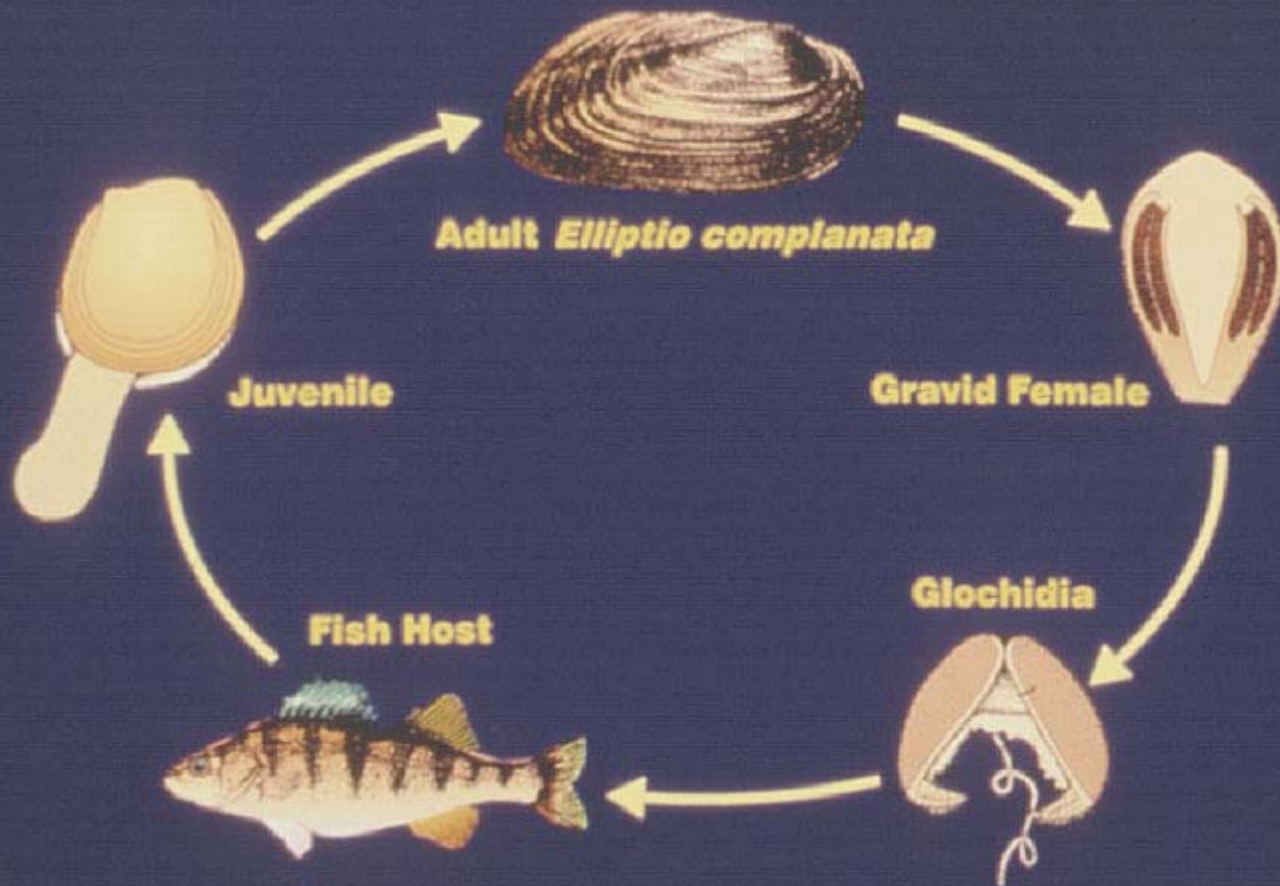 Adult Elliptio complanata
Juvenile
Gravid Female
Glochidia
Fish Host